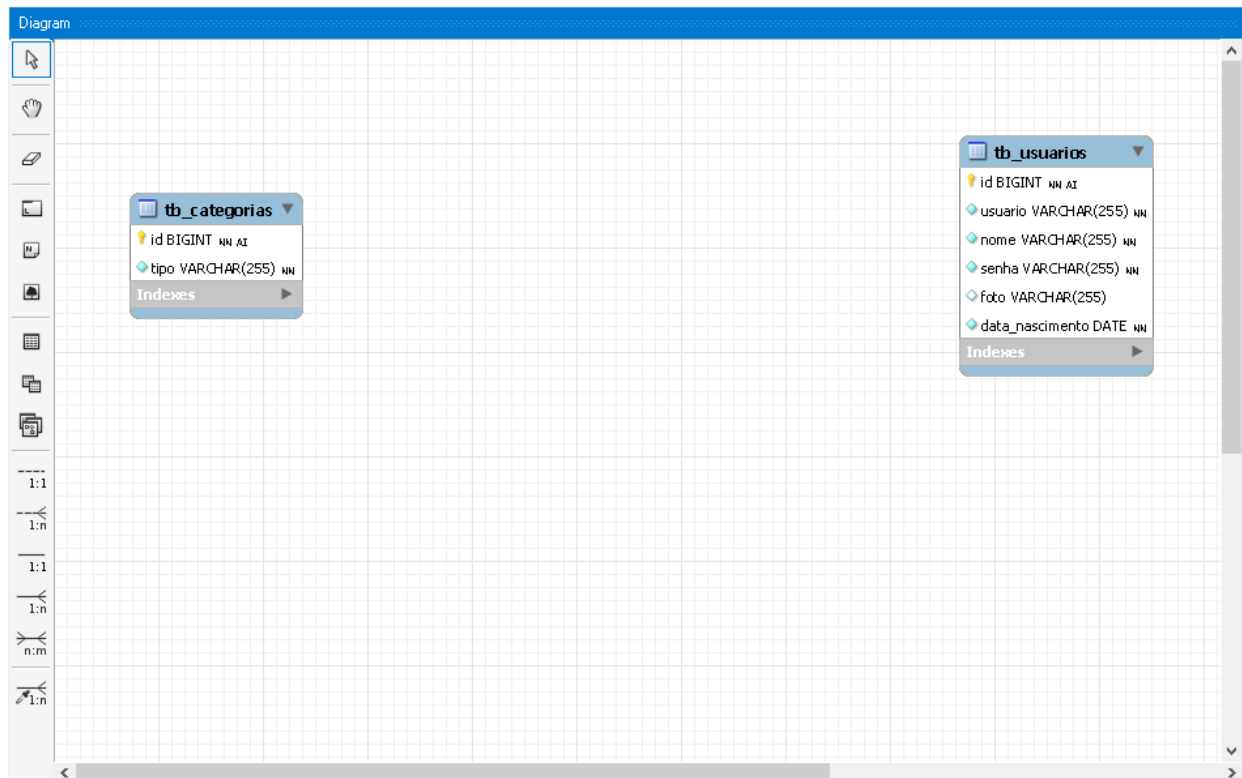 Diagram
tb_categorias
id BIGINT NN AI
tipo VARCHAR(255) NN
Indexes
tb_usuarios
id BIGINT NN AI
usuario VARCHAR(255) NN
nome VARCHAR(255) NN
senha VARCHAR(255) NN
foto VARCHAR(255)
data_nascimento DATE NN
Indexes
1:1
1:n
1:1
1:n
n:m
1:n